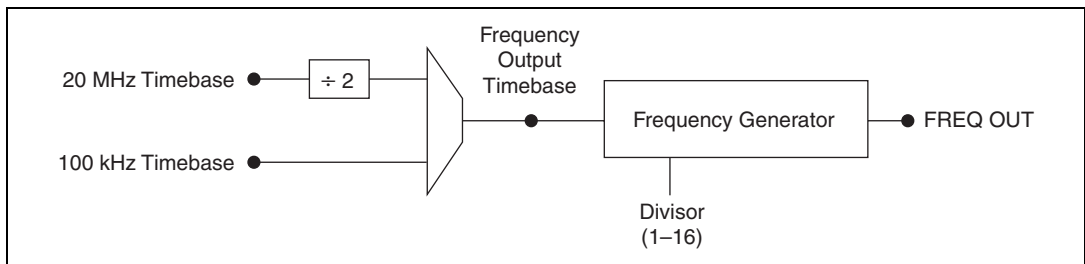 Frequency
Output
Timebase
20 MHz Timebase
÷ 2
Frequency Generator
FREQ OUT
100 kHz Timebase
Divisor
(1–16)